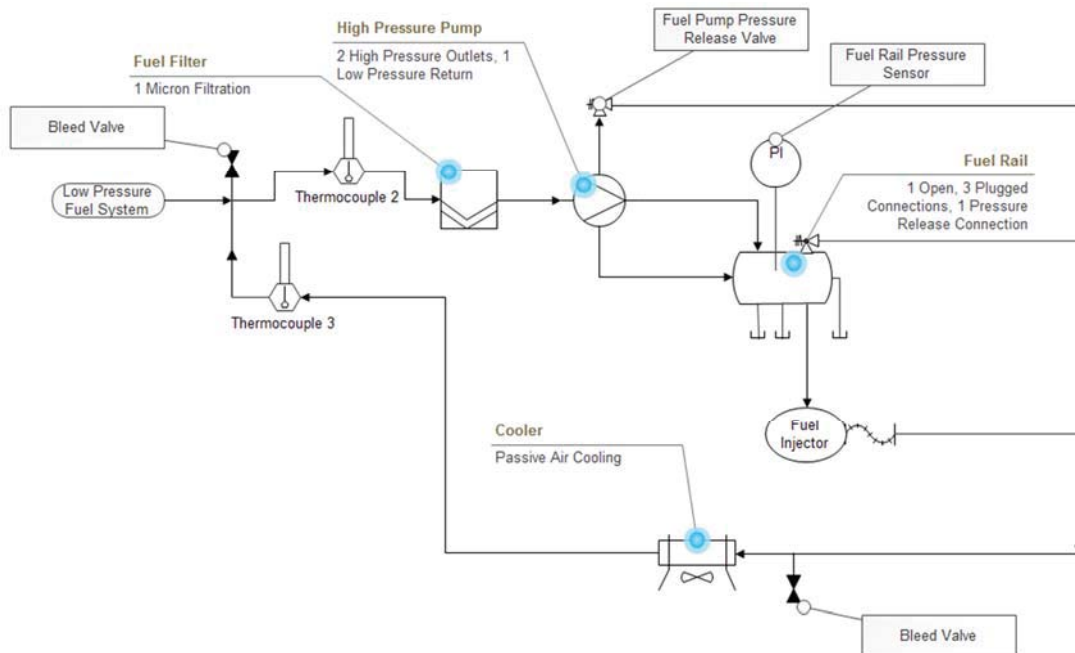 Fuel Pump Pressure
Release Valve
High Pressure Pump
2 High Pressure Outlets, 1
Low Pressure Return
Fuel Rail Pressure
Sensor
Fuel Filter
1 Micron Filtration
Bleed Valve
PI
Fuel Rail
1 Open, 3 Plugged
Connections, 1 Pressure
Release Connection
Low Pressure
Fuel System
Thermocouple 2
Thermocouple 3
Fuel
Injector
Cooler
Passive Air Cooling
Bleed Valve